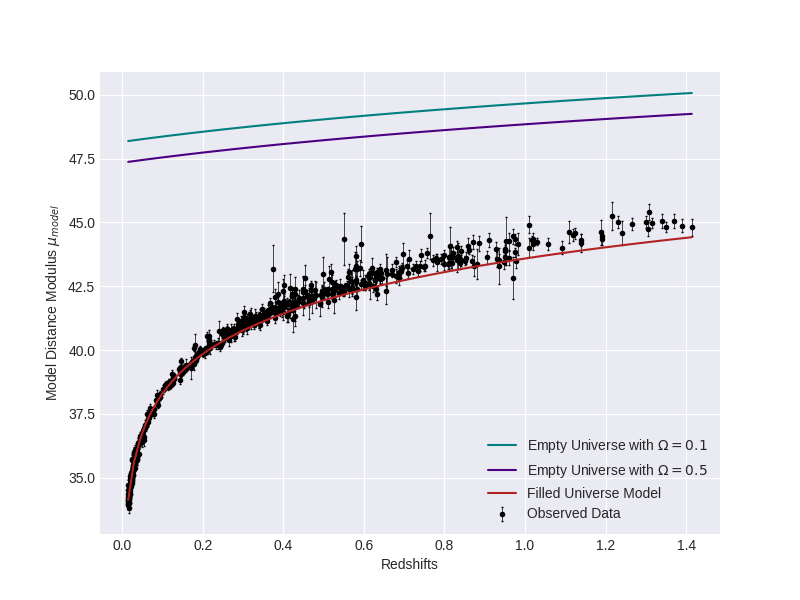 50.0
47.5
45.0
42.5
40.0
37.5
35.0
Model Distance Modulus μmodel
0.0 0.2 0.4 0.6 0.8 1.0 1.2 1.4
Redshifts
Empty Universe with Ω = 0.1
Empty Universe with Ω = 0.5
Filled Universe Model
Observed Data